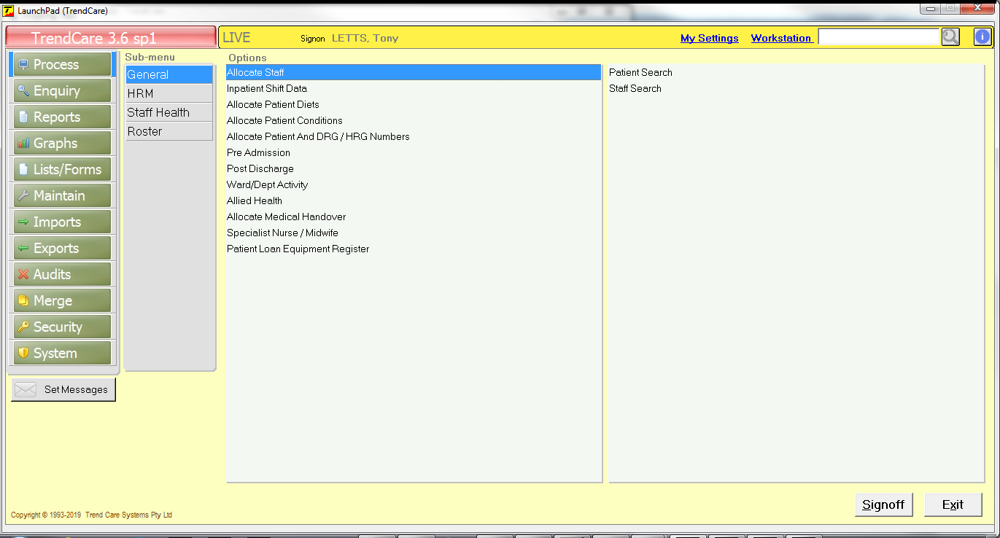 LaunchPad (TrendCare)
TrendCare 3.6 sp1
LIVE
Signon LETTS, Tony
My Settings
Workstation
Process
Enquiry
Reports
Graphs
Lists/Forms
Maintain
Imports
Exports
Audits
Merge
Security
System
Set Messages
Sub-menu
General
HRM
Staff Health
Roster
Options
Allocate Staff
Inpatient Shift Data
Allocate Patient Diets
Allocate Patient Conditions
Allocate Patient And DRG / HRG Numbers
Pre Admission
Post Discharge
Ward/Dept Activity
Allied Health
Allocate Medical Handover
Specialist Nurse / Midwife
Patient Loan Equipment Register
Patient Search
Staff Search
Signoff
Exit
Copyright © 1993-2019 Trend Care Systems Pty Ltd